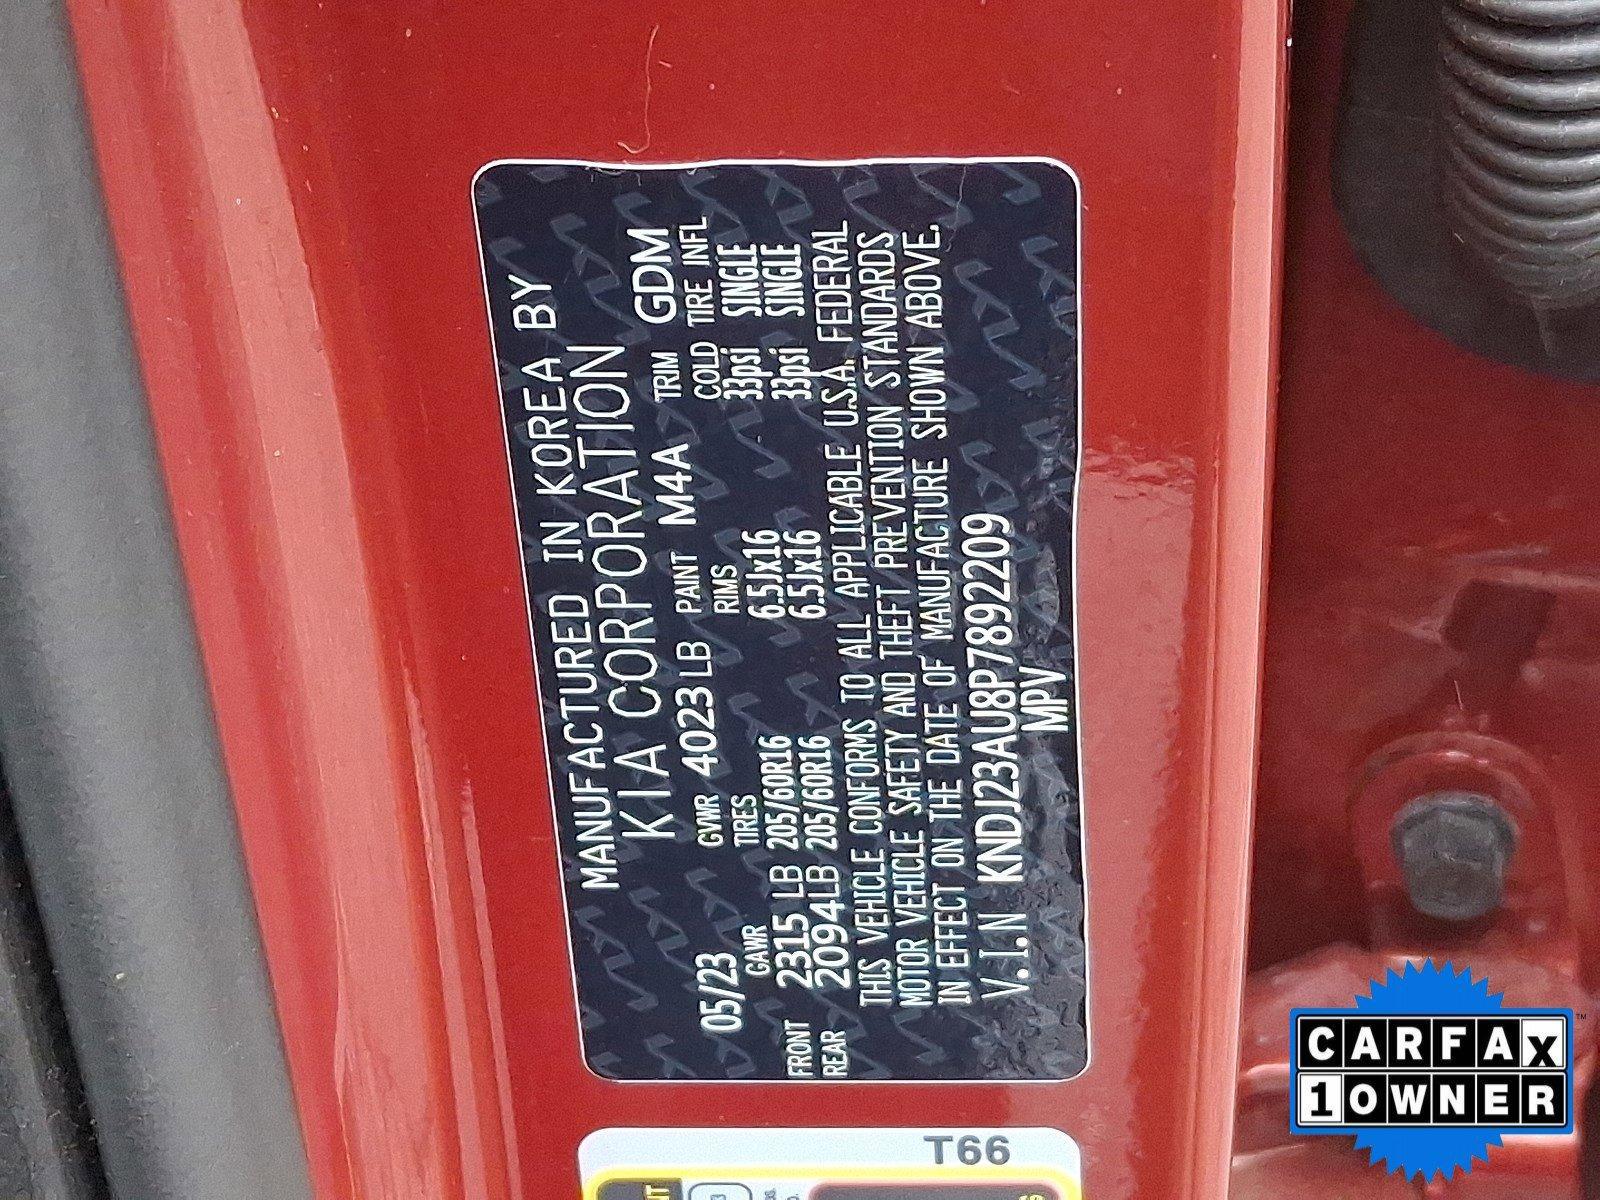 MANUFACTURED IN KOREA BY
KIA CORPORATION
05/23 GVWR 4023 LB PAINT M4A TRIM GDM
GAWR TIRES RIMS COLD TIRE INFL
FRONT 2315 LB 205/60R16 6.5Jx16 33psi SINGLE
REAR 2094LB 205/60R16 6.5Jx16 33psi SINGLE
THIS VEHICLE CONFORMS TO ALL APPLICABLE U.S.A. FEDERAL
MOTOR VEHICLE SAFETY AND THEFT PREVENTION STANDARDS
IN EFFECT ON THE DATE OF MANUFACTURE SHOWN ABOVE.
V.I.N KNDJ23AU8P7892209
MPV
T66
CARFAX
1 OWNER
TM